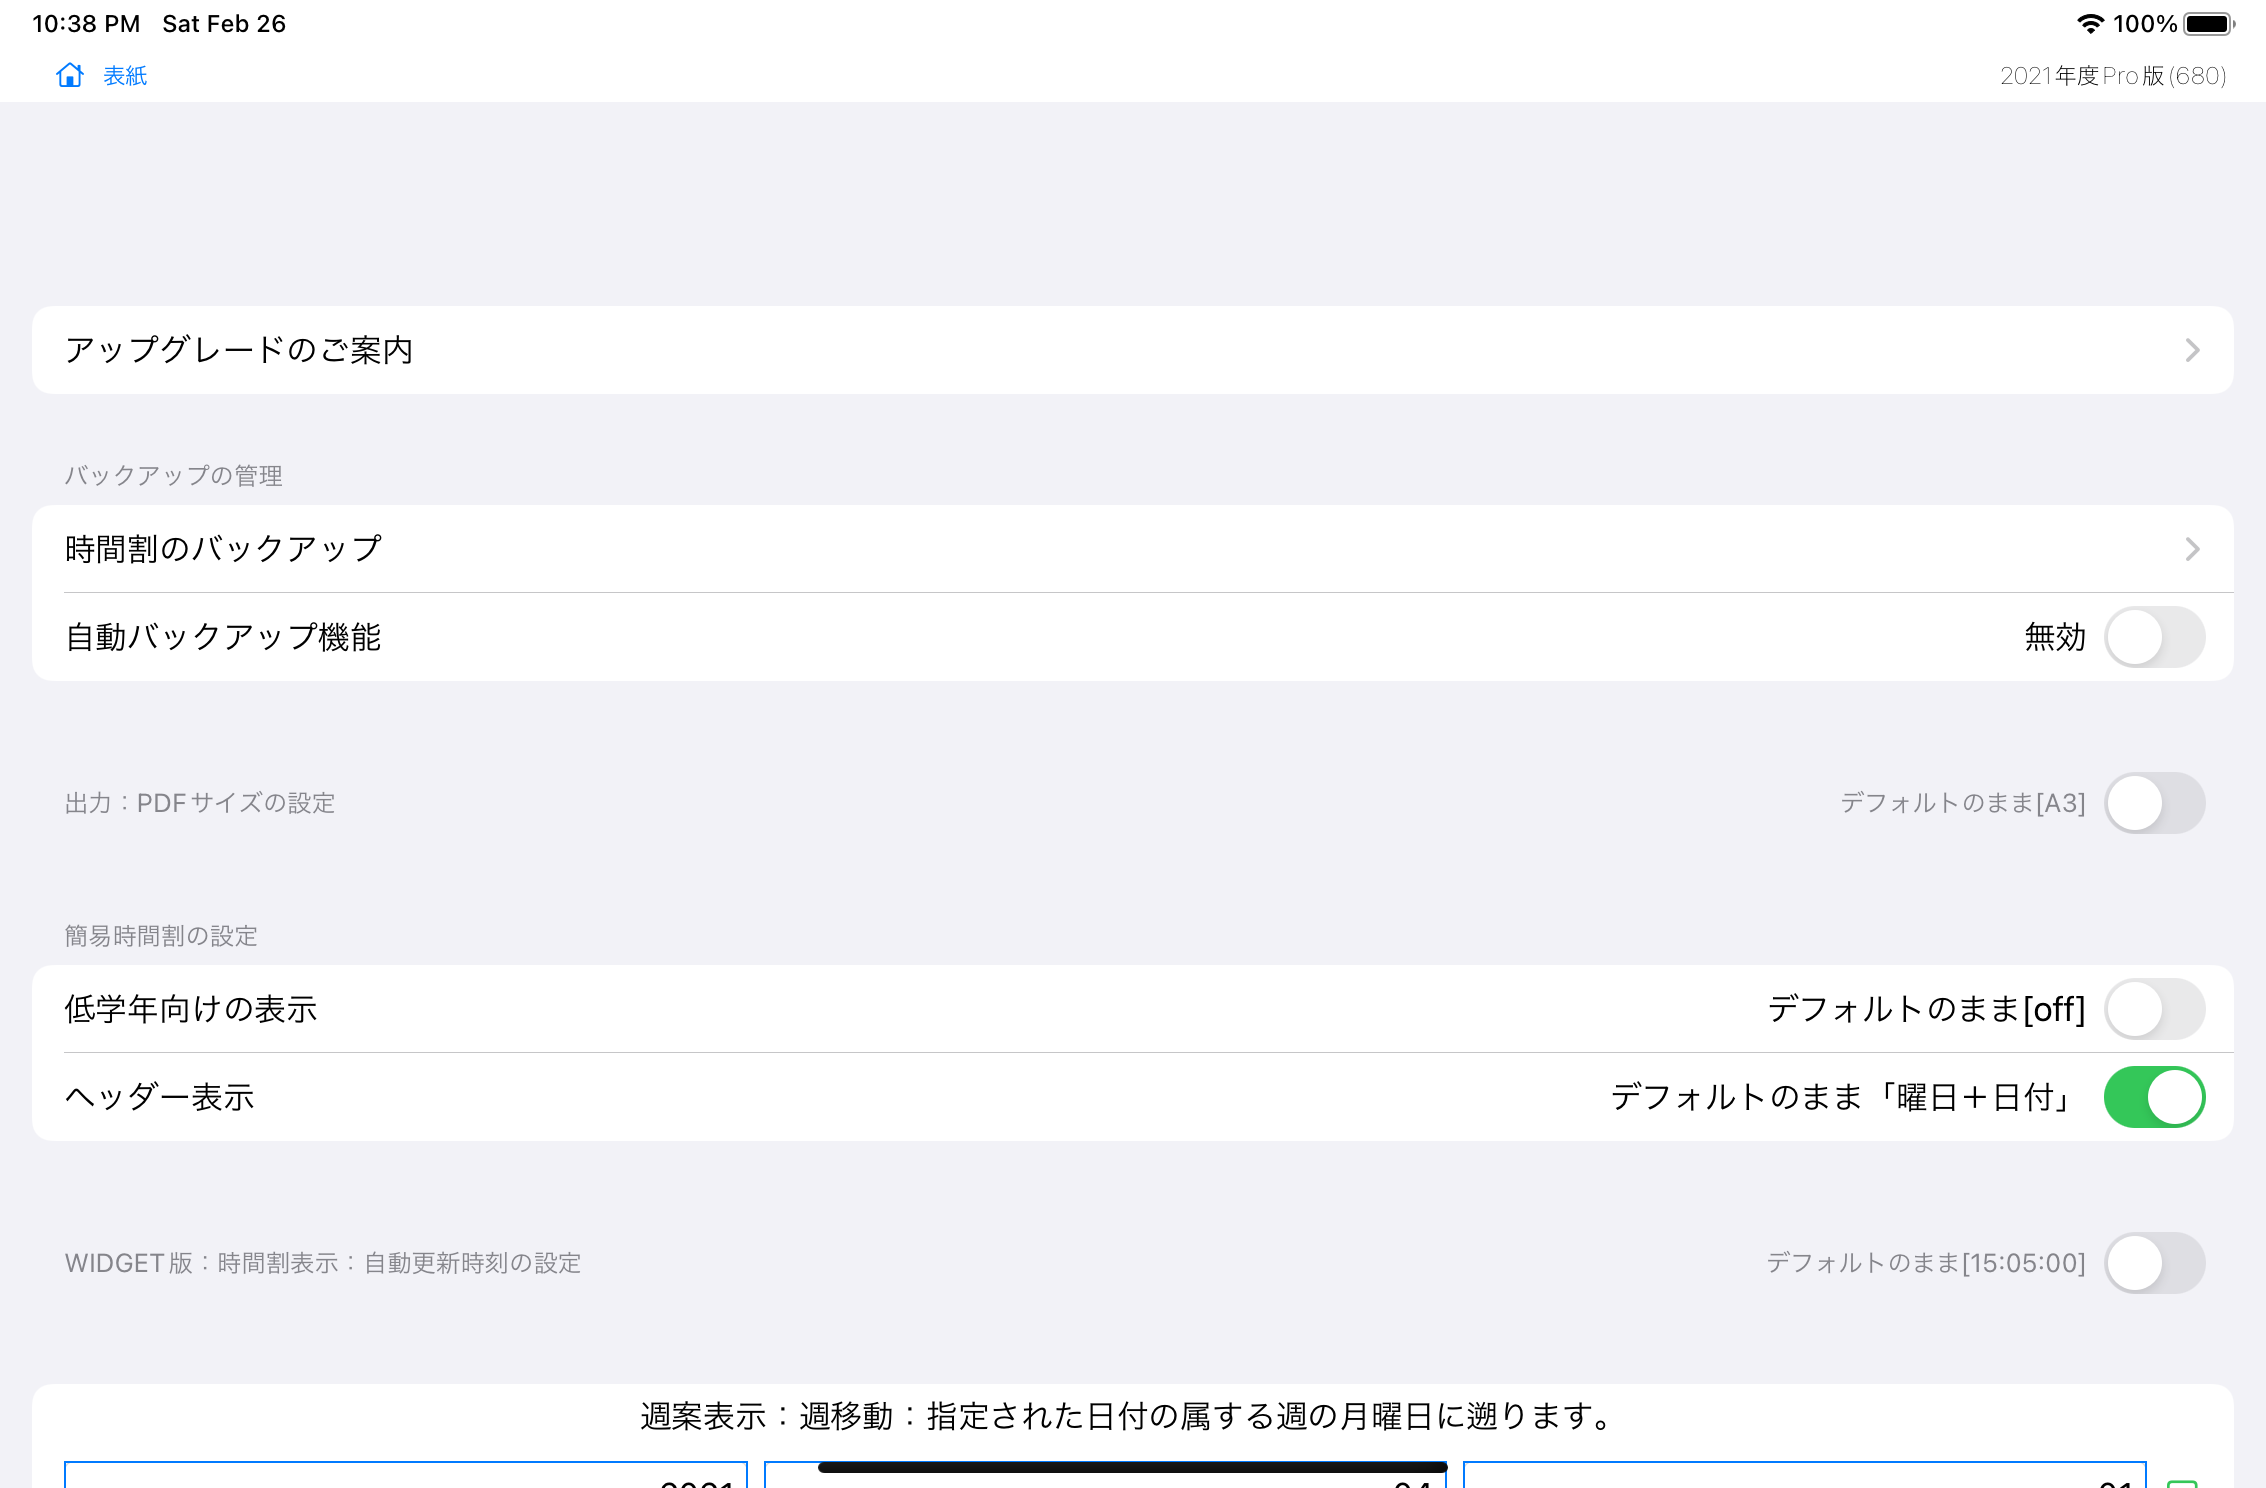 10:38 PM Sat Feb 26 100%
表紙 2021年度Pro版(680)
アップグレードのご案内
バックアップの管理
時間割のバックアップ
自動バックアップ機能 無効
出力：PDFサイズの設定 デフォルトのまま[A3]
簡易時間割の設定
低学年向けの表示 デフォルトのまま[off]
ヘッダー表示 デフォルトのまま「曜日＋日付」
WIDGET版：時間割表示：自動更新時刻の設定 デフォルトのまま[15:05:00]
週案表示：週移動：指定された日付の属する週の月曜日に遡ります。